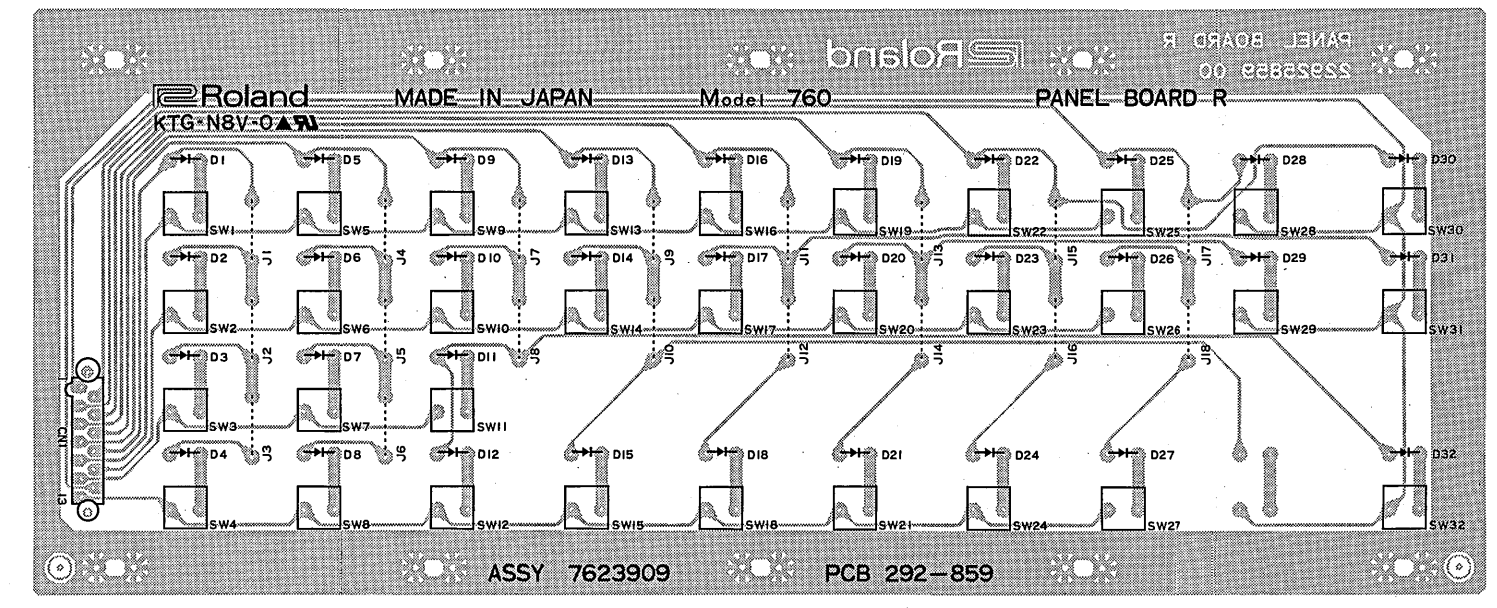 Roland PANEL BOARD R
22925859 00
Roland MADE IN JAPAN Model 760 PANEL BOARD R
KTG-N8V-0
D1 D5 D9 D13 D16 D19 D22 D25 D28 D30
SW1 SW5 SW9 SW13 SW16 SW19 SW22 SW25 SW28 SW30
D2 J1 D6 J4 D10 J7 D14 J9 D17 J11 D20 J13 D23 J15 D26 J17 D29 D31
SW2 SW6 SW10 SW14 SW17 SW20 SW23 SW26 SW29 SW31
D3 J2 D7 J5 D11 J8 J10 J12 J14 J16 J18
1
CN1
13
SW3 SW7 SW11
D4 J3 D8 J6 D12 D15 D18 D21 D24 D27 D32
SW4 SW8 SW12 SW15 SW18 SW21 SW24 SW27 SW32
ASSY 7623909 PCB 292-859